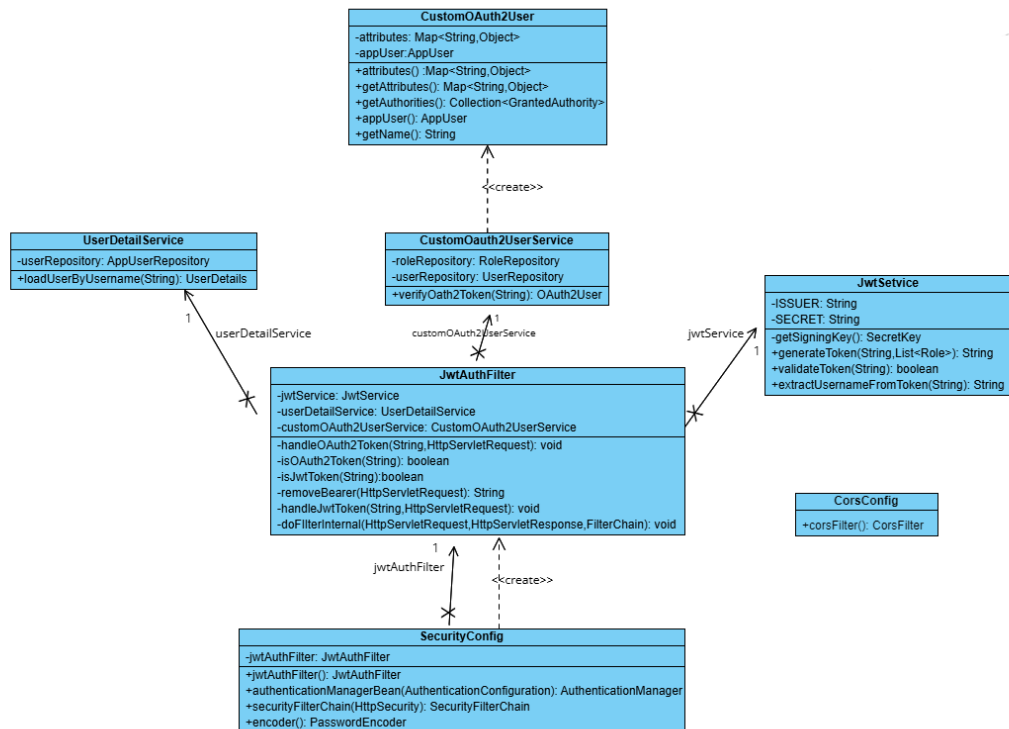 CustomOAuth2User
-attributes: Map<String,Object>
-appUser:AppUser
+attributes() :Map<String,Object>
+getAttributes(): Map<String,Object>
+getAuthorities(): Collection<GrantedAuthority>
+appUser(): AppUser
+getName(): String
<<create>>
UserDetailService
-userRepository: AppUserRepository
+loadUserByUsername(String): UserDetails
CustomOauth2UserService
-roleRepository: RoleRepository
-userRepository: UserRepository
+verifyOath2Token(String): OAuth2User
JwtSetvice
-ISSUER: String
-SECRET: String
-getSigningKey(): SecretKey
+generateToken(String,List<Role>): String
+validateToken(String): boolean
+extractUsernameFromToken(String): String
1
userDetailService
1
customOAuth2UserService
jwtService
1
JwtAuthFilter
-jwtService: JwtService
-userDetailService: UserDetailService
-customOAuth2UserService: CustomOAuth2UserService
-handleOAuth2Token(String,HttpServletRequest): void
-isOAuth2Token(String): boolean
-isJwtToken(String):boolean
-removeBearer(HttpServletRequest): String
-handleJwtToken(String,HttpServletRequest): void
-doFIlterInternal(HttpServletRequest,HttpServletResponse,FilterChain): void
CorsConfig
+corsFilter(): CorsFilter
1
jwtAuthFilter
<<create>>
SecurityConfig
-jwtAuthFilter: JwtAuthFilter
+jwtAuthFilter(): JwtAuthFilter
+authenticationManagerBean(AuthenticationConfiguration): AuthenticationManager
+securityFilterChain(HttpSecurity): SecurityFilterChain
+encoder(): PasswordEncoder